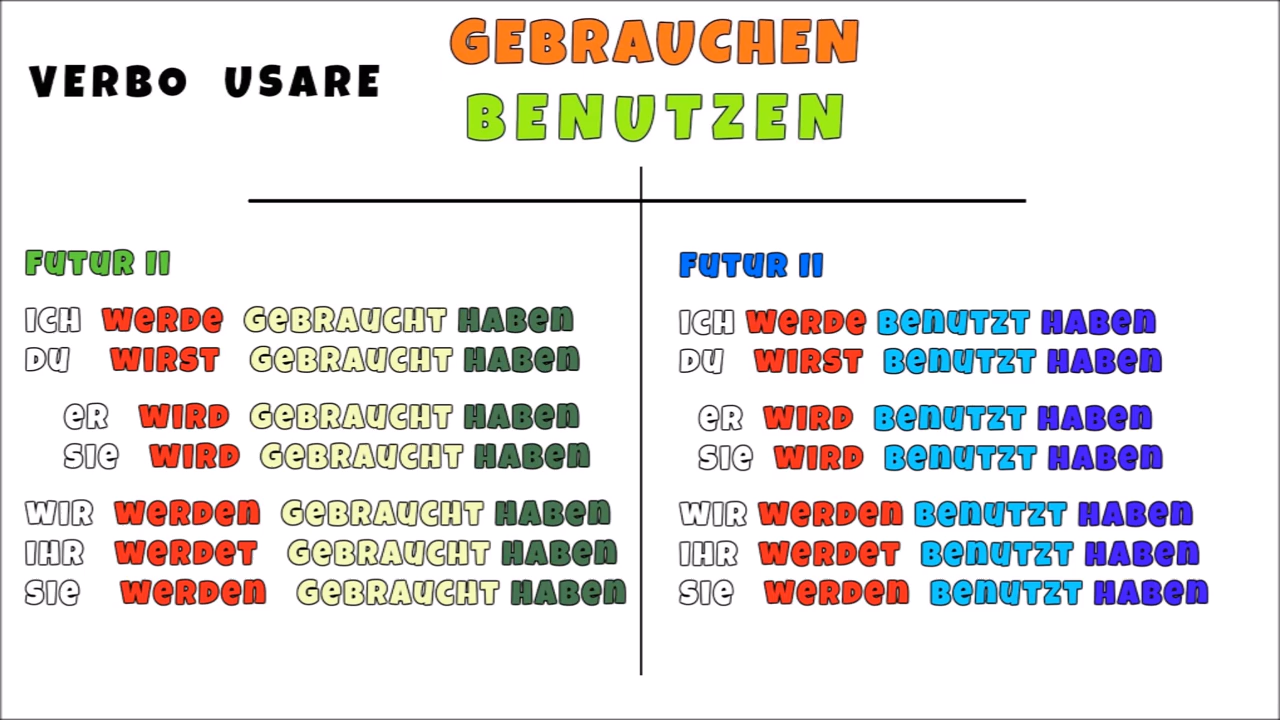 VERBO USARE
GEBRAUCHEN
BENUTZEN
FUTUR II
ICH WERDE GEBRAUCHT HABEN
DU WIRST GEBRAUCHT HABEN
ER WIRD GEBRAUCHT HABEN
SIE WIRD GEBRAUCHT HABEN
WIR WERDEN GEBRAUCHT HABEN
IHR WERDET GEBRAUCHT HABEN
SIE WERDEN GEBRAUCHT HABEN
FUTUR II
ICH WERDE BENUTZT HABEN
DU WIRST BENUTZT HABEN
ER WIRD BENUTZT HABEN
SIE WIRD BENUTZT HABEN
WIR WERDEN BENUTZT HABEN
IHR WERDET BENUTZT HABEN
SIE WERDEN BENUTZT HABEN